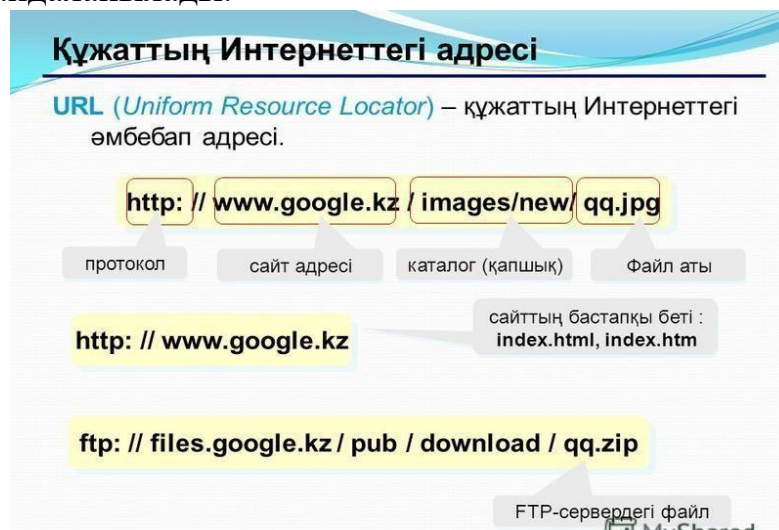 Құжаттың Интернеттегі адресі
URL (Uniform Resource Locator) – құжаттың Интернеттегі
әмбебап адресі.
http: // www.google.kz / images/new/ qq.jpg
протокол сайт адресі каталог (қапшық) Файл аты
сайттың бастапқы беті :
index.html, index.htm
http: // www.google.kz
ftp: // files.google.kz / pub / download / qq.zip
FTP-сервердегі файл
MyShared